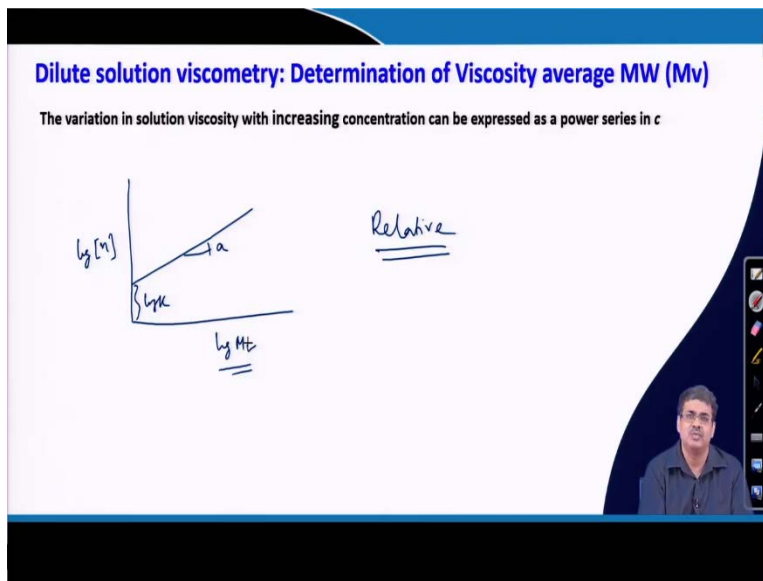 Dilute solution viscometry: Determination of Viscosity average MW (Mv)
The variation in solution viscosity with increasing concentration can be expressed as a power series in c
Relative
log [η]
a
log K
log